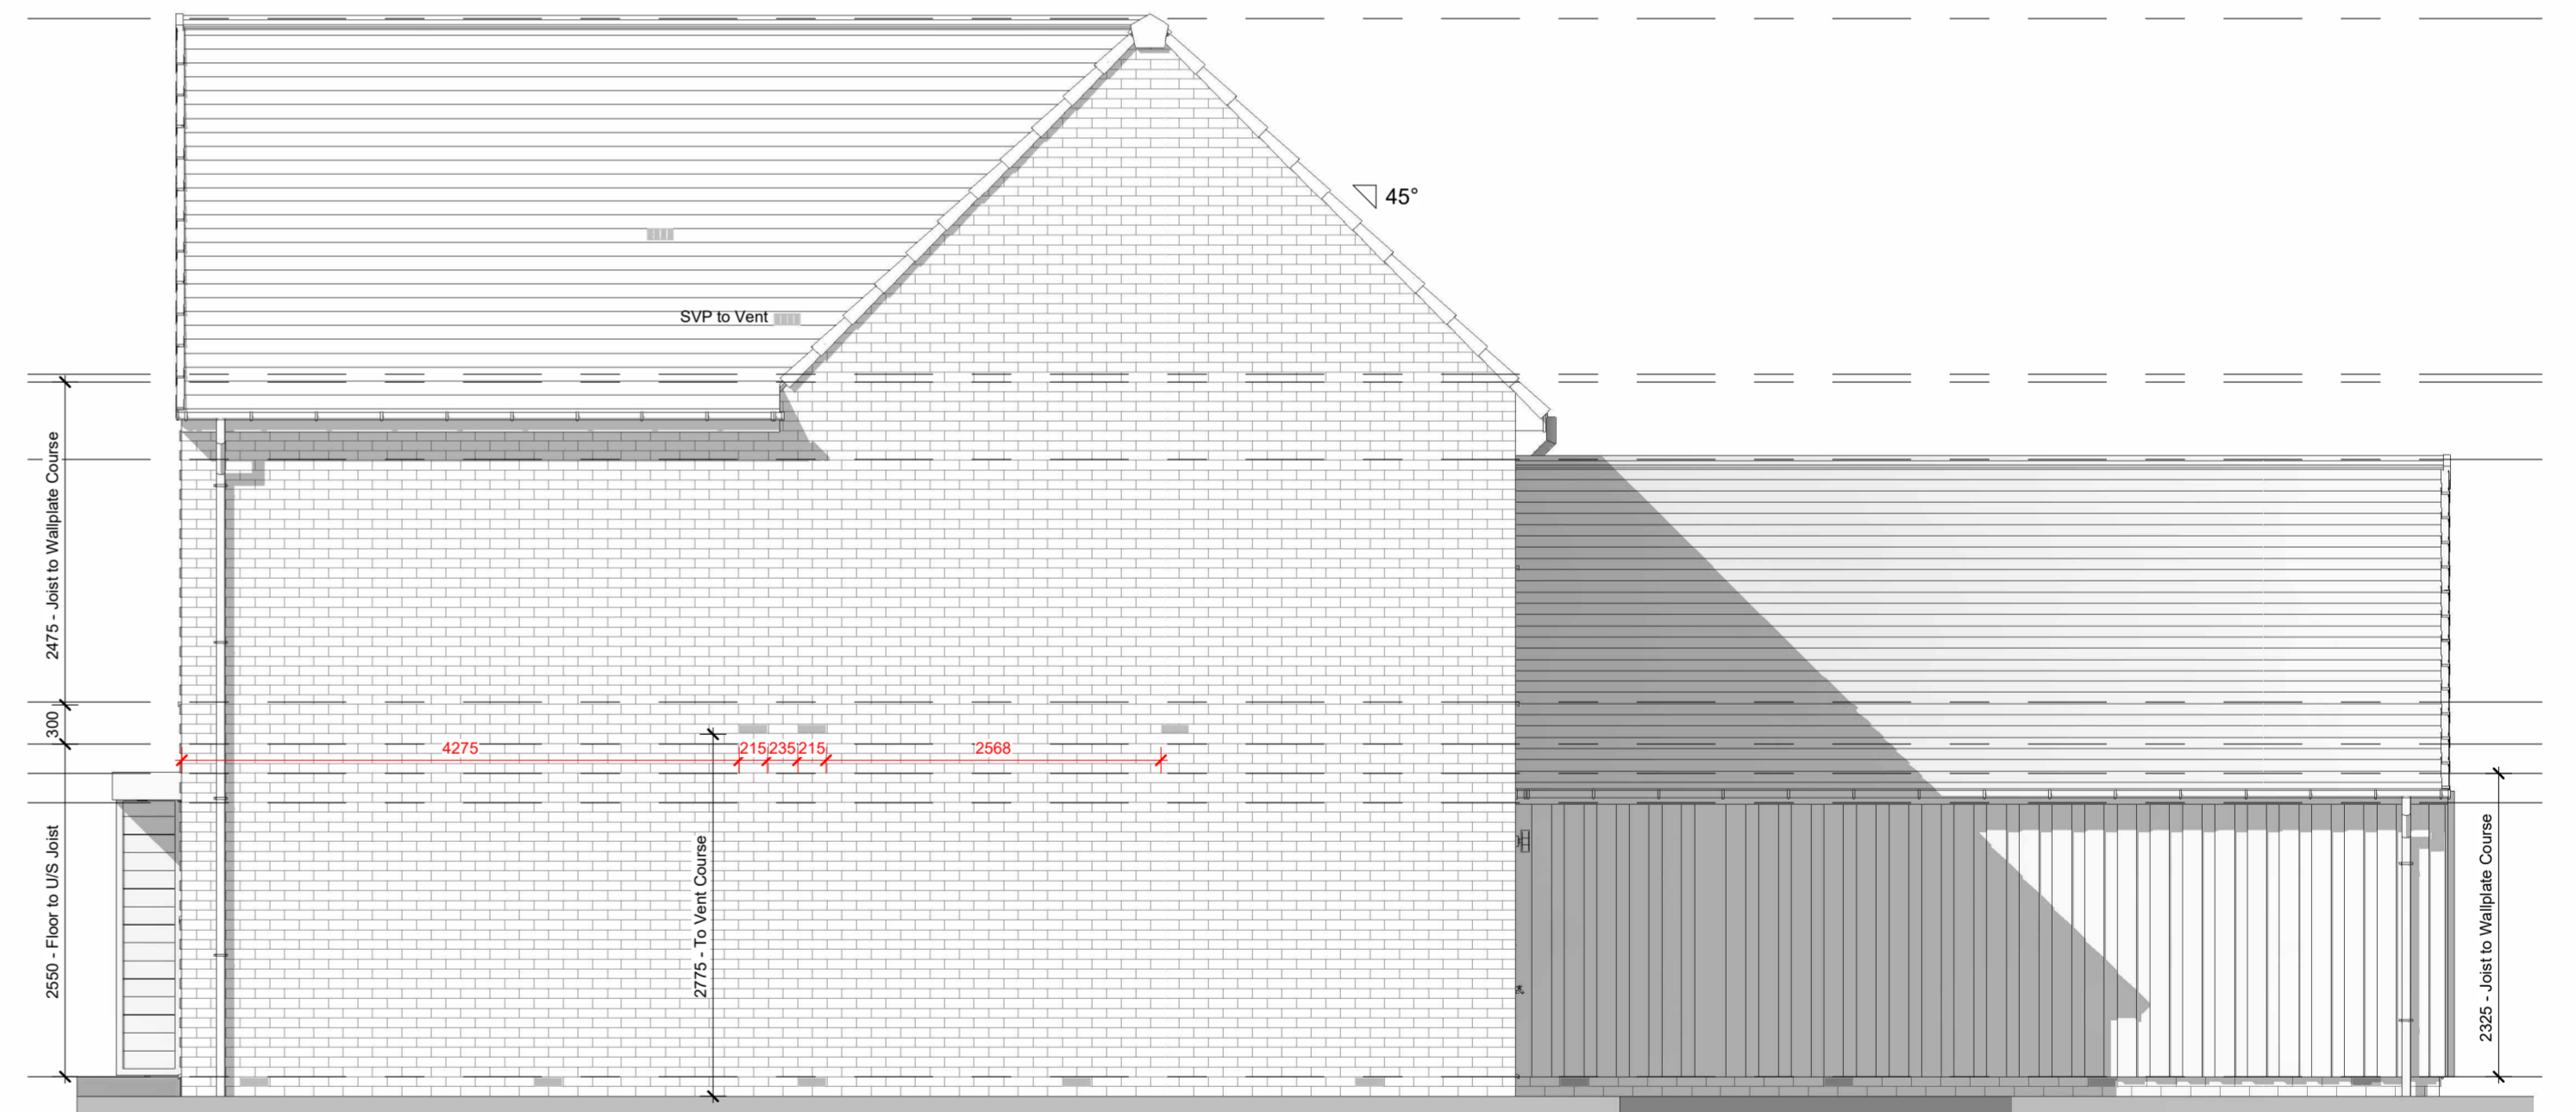 45°
SVP to Vent
2475 - Joist to Wallplate Course
300
2550 - Floor to U/S Joist
4275
215
235
215
2568
2775 - To Vent Course
2325 - Joist to Wallplate Course